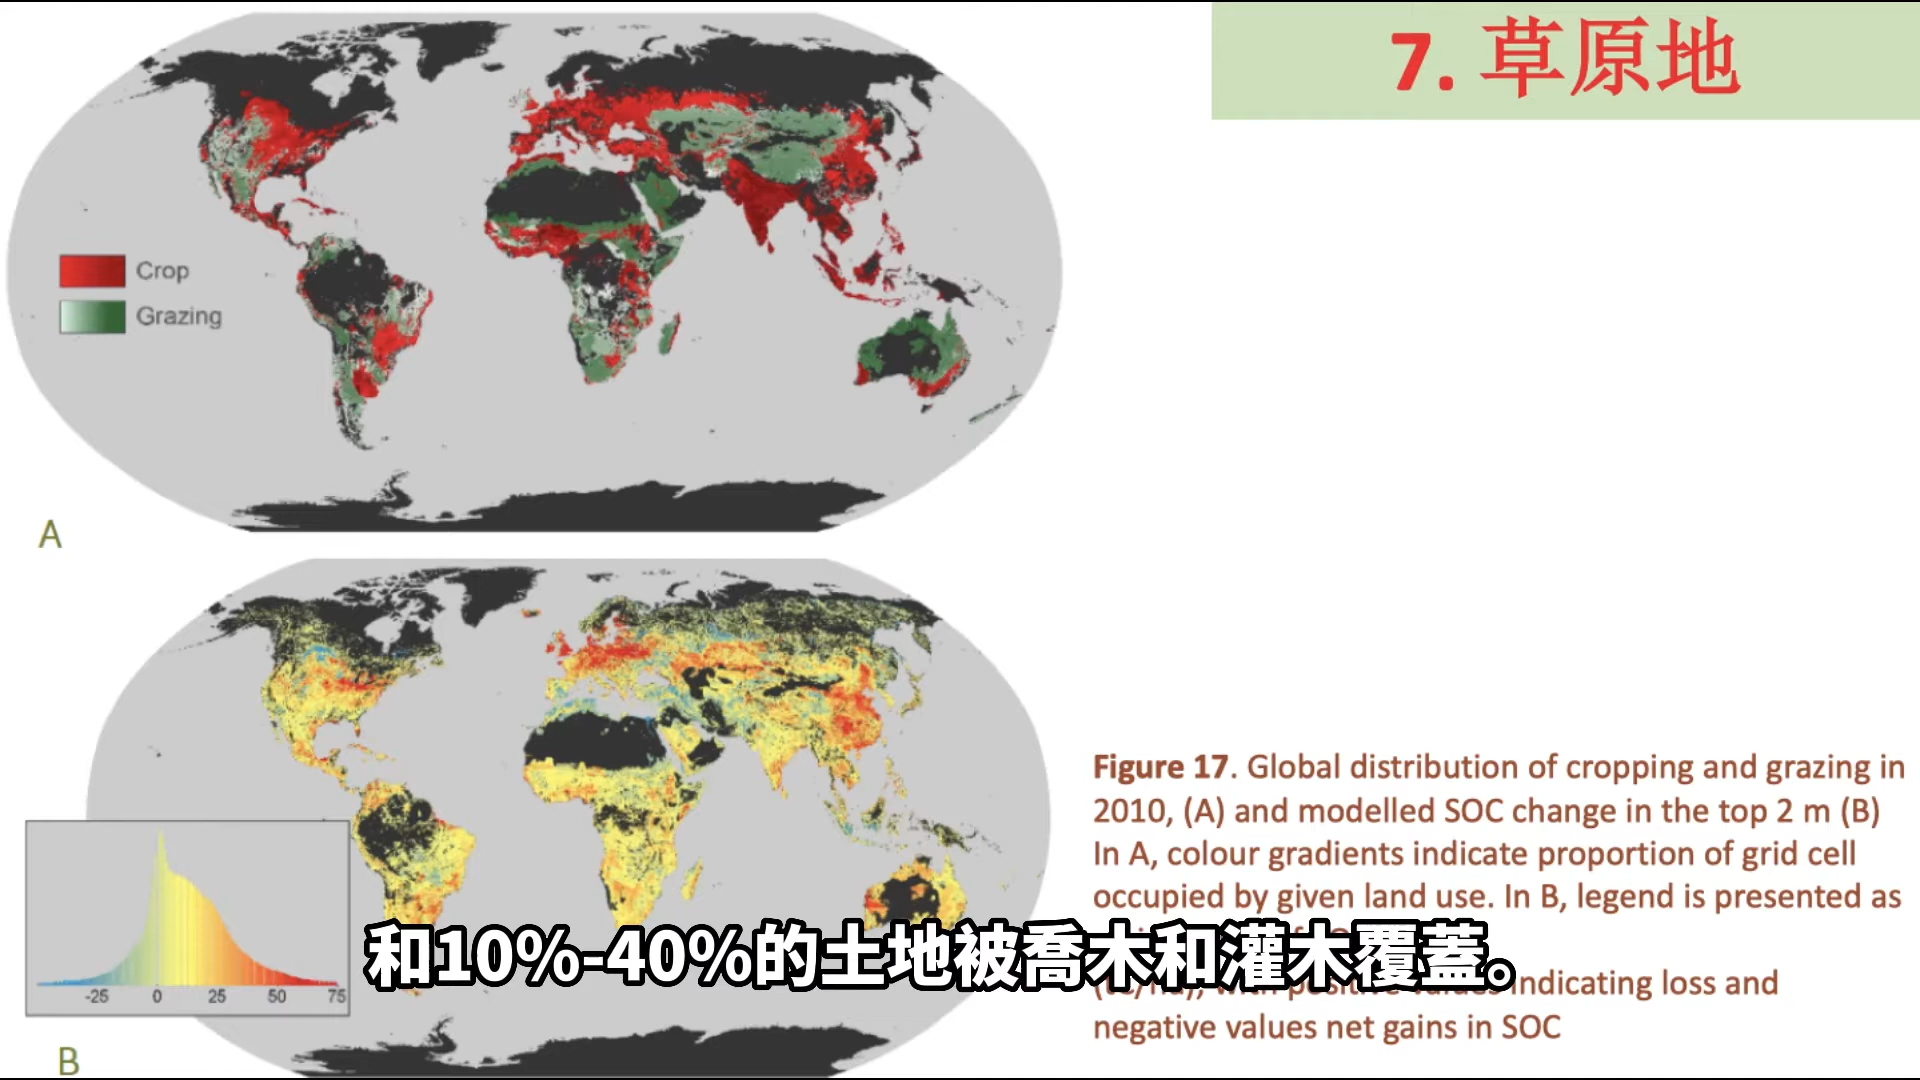 7. 草原地
Crop
Grazing
A
-25 0 25 50 75
B
Figure 17. Global distribution of cropping and grazing in
2010, (A) and modelled SOC change in the top 2 m (B)
In A, colour gradients indicate proportion of grid cell
occupied by given land use. In B, legend is presented as
indicating loss and
negative values net gains in SOC
和10%-40%的土地被喬木和灌木覆蓋。